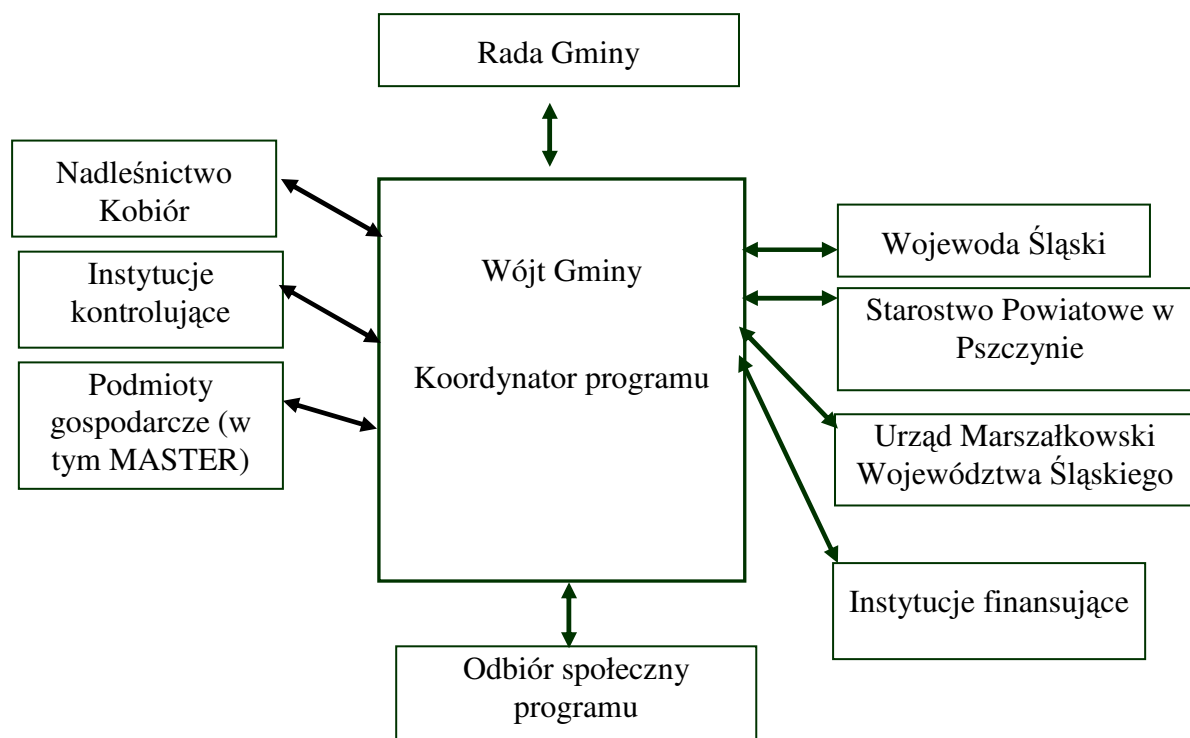 Rada Gminy
Nadleśnictwo
Kobiór
Instytucje
kontrolujące
Podmioty
gospodarcze (w
tym MASTER)
Wójt Gminy
Koordynator programu
Wojewoda Śląski
Starostwo Powiatowe w
Pszczynie
Urząd Marszałkowski
Województwa Śląskiego
Instytucje finansujące
Odbiór społeczny
programu